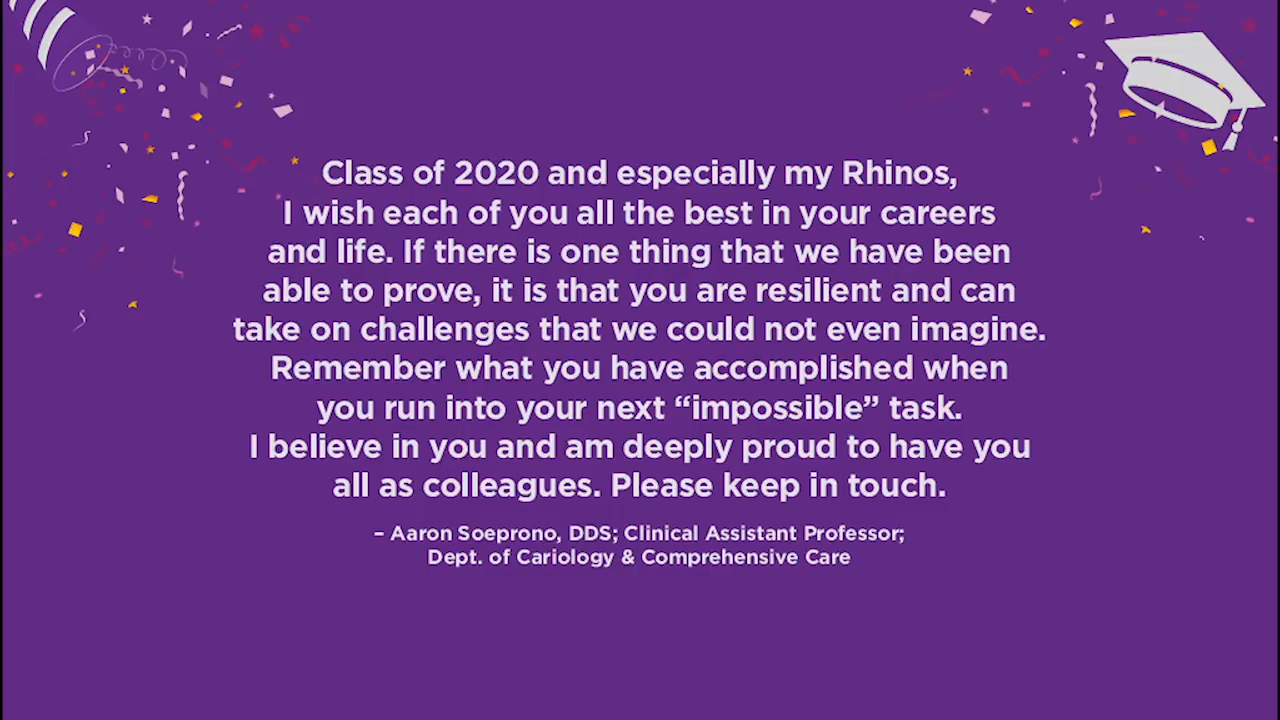 Class of 2020 and especially my Rhinos,
I wish each of you all the best in your careers
and life. If there is one thing that we have been
able to prove, it is that you are resilient and can
take on challenges that we could not even imagine.
Remember what you have accomplished when
you run into your next “impossible” task.
I believe in you and am deeply proud to have you
all as colleagues. Please keep in touch.
– Aaron Soeprono, DDS; Clinical Assistant Professor;
Dept. of Cariology & Comprehensive Care